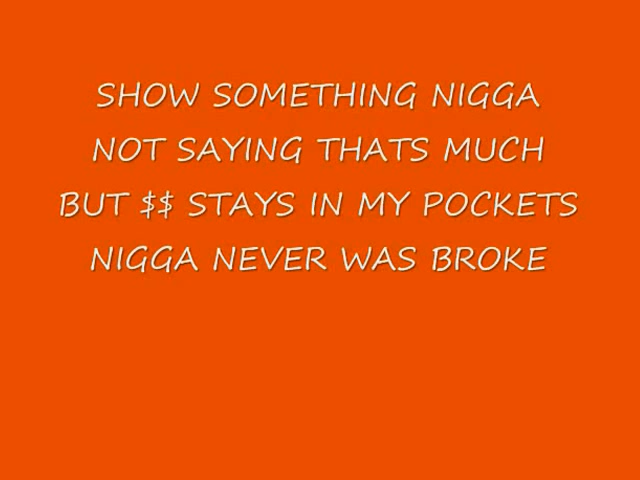 SHOW SOMETHING NIGGA
NOT SAYING THATS MUCH
BUT $$ STAYS IN MY POCKETS
NIGGA NEVER WAS BROKE